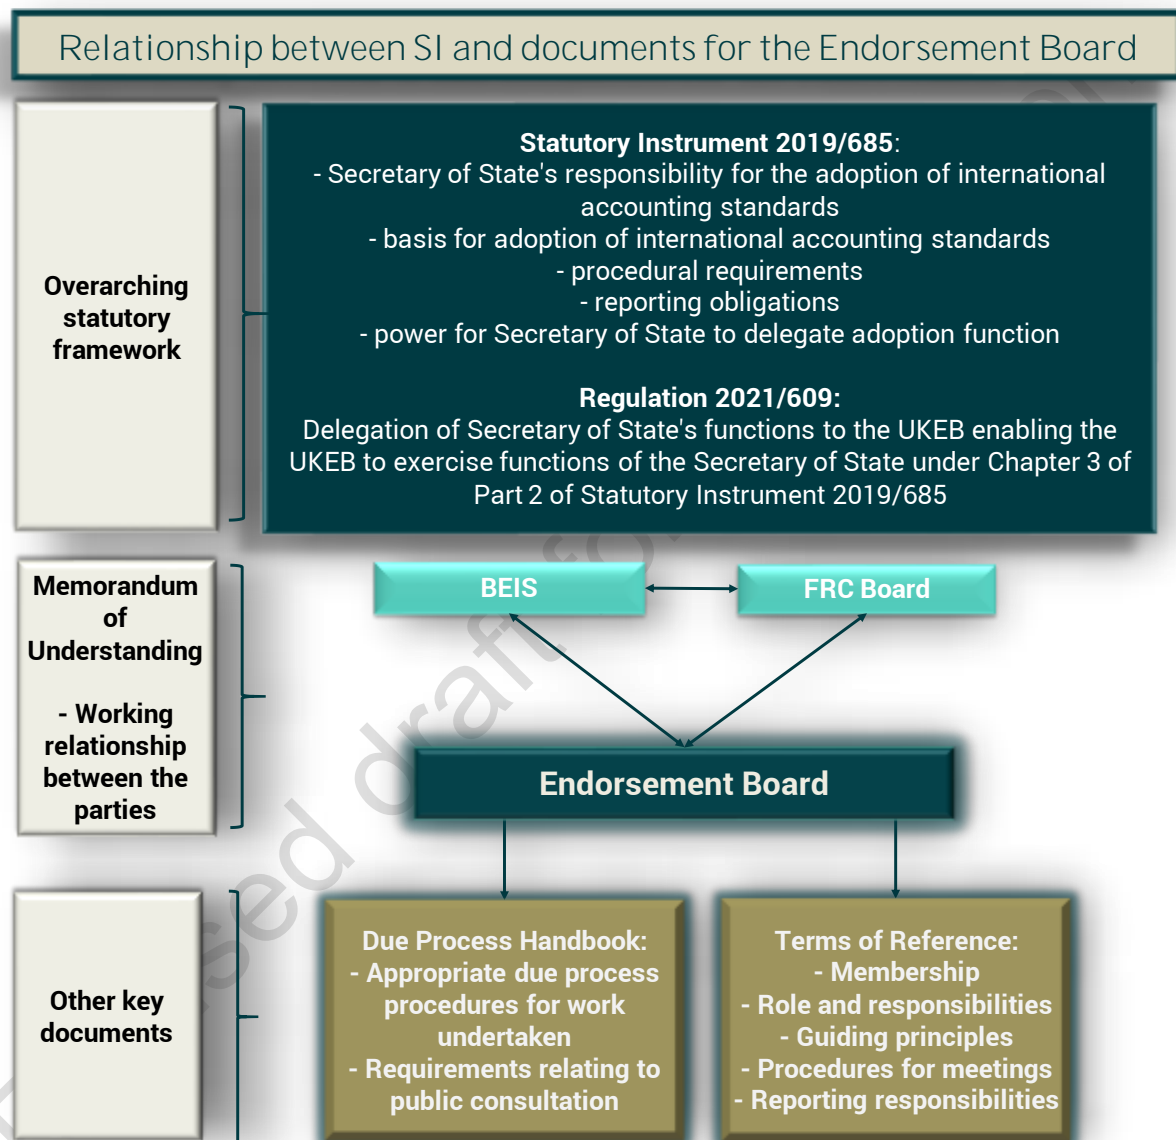 Relationship between SI and documents for the Endorsement Board
Overarching
statutory
framework
Statutory Instrument 2019/685:
- Secretary of State's responsibility for the adoption of international
accounting standards
- basis for adoption of international accounting standards
- procedural requirements
- reporting obligations
- power for Secretary of State to delegate adoption function
Regulation 2021/609:
Delegation of Secretary of State's functions to the UKEB enabling the
UKEB to exercise functions of the Secretary of State under Chapter 3 of
Part 2 of Statutory Instrument 2019/685
Memorandum
of
Understanding
- Working
relationship
between the
parties
BEIS
FRC Board
Endorsement Board
Other key
documents
Due Process Handbook:
- Appropriate due process
procedures for work
undertaken
- Requirements relating to
public consultation
Terms of Reference:
- Membership
- Role and responsibilities
- Guiding principles
- Procedures for meetings
- Reporting responsibilities
draft